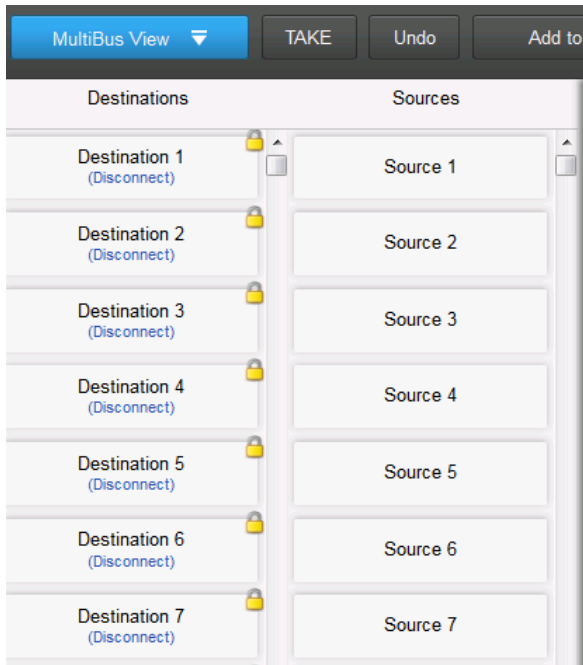 MultiBus View TAKE Undo Add to
Destinations Sources
Destination 1
(Disconnect)
Source 1
Destination 2
(Disconnect)
Source 2
Destination 3
(Disconnect)
Source 3
Destination 4
(Disconnect)
Source 4
Destination 5
(Disconnect)
Source 5
Destination 6
(Disconnect)
Source 6
Destination 7
(Disconnect)
Source 7